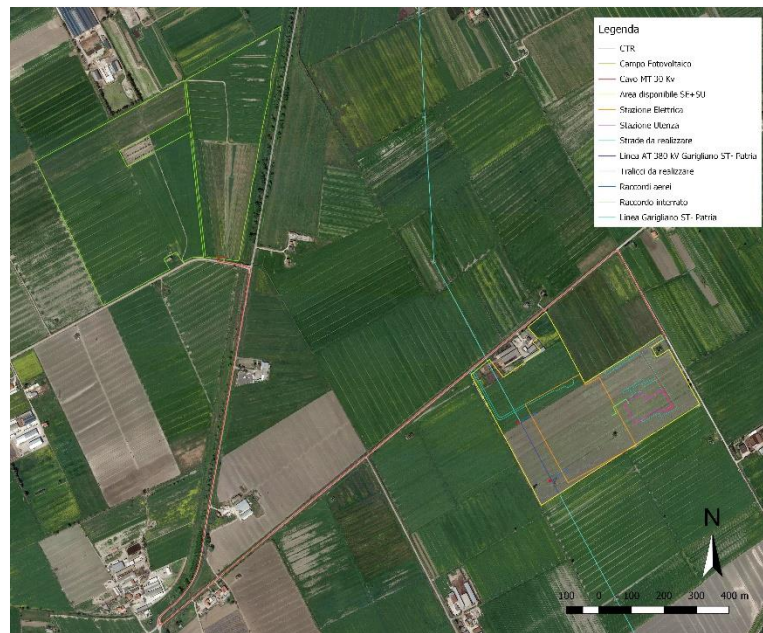 Legenda
CTR
Campo Fotovoltaico
Cavo MT 30 Kv
Area disponibile SE+SU
Stazione Elettrica
Stazione Utenza
Strade da realizzare
Linea AT 380 kV Garigliano ST- Patria
Tralicci da realizzare
Raccordi aerei
Raccordo interrato
Linea Garigliano ST- Patria
N
100 0 100 200 300 400 m